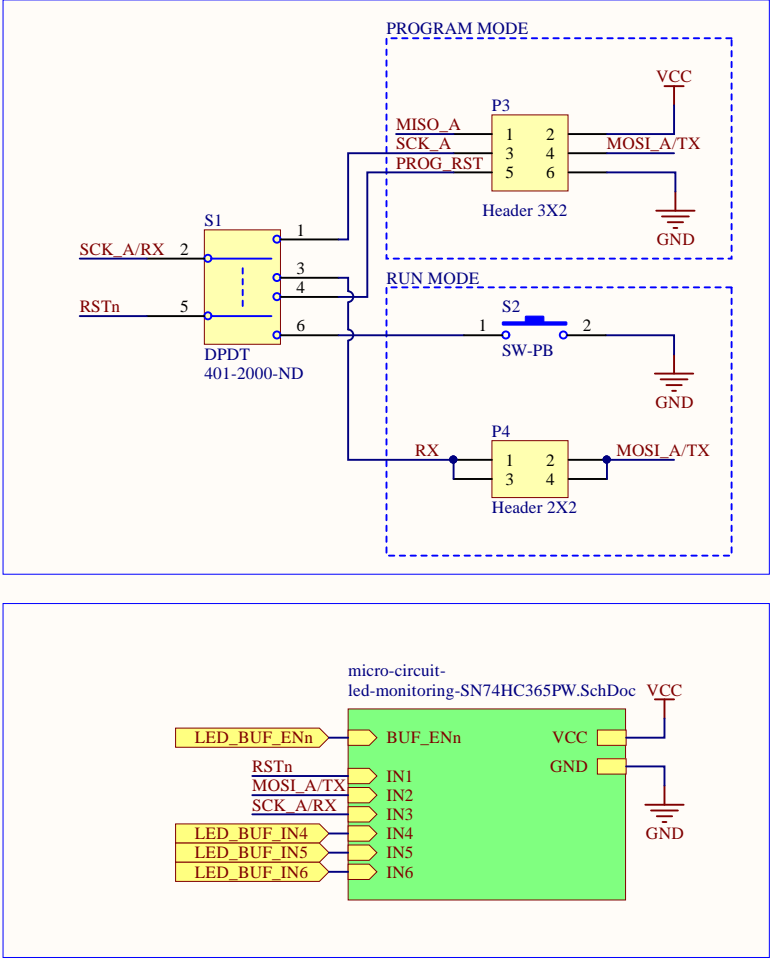 PROGRAM MODE
VCC
P3
MISO_A 1 2
SCK_A 3 4 MOSI_A/TX
PROG_RST 5 6
Header 3X2
GND
S1
1
SCK_A/RX 2
3
4
RSTn 5
6
DPDT
401-2000-ND
RUN MODE
S2
1 2
SW-PB
GND
P4
RX 1 2 MOSI_A/TX
3 4
Header 2X2
micro-circuit-
led-monitoring-SN74HC365PW.SchDoc
VCC
LED_BUF_ENn BUF_ENn VCC
GND
RSTn IN1
MOSI_A/TX IN2
SCK_A/RX IN3
LED_BUF_IN4 IN4
LED_BUF_IN5 IN5
LED_BUF_IN6 IN6
GND